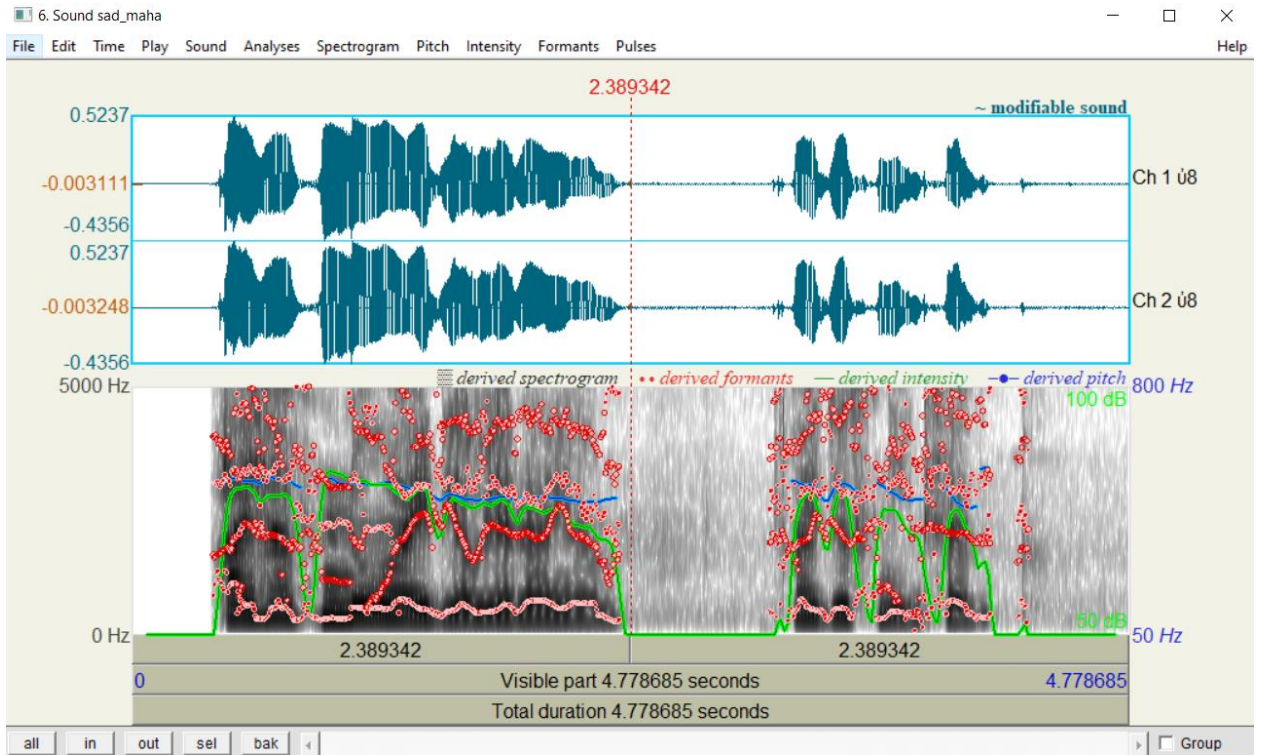 6. Sound sad_maha
File Edit Time Play Sound Analyses Spectrogram Pitch Intensity Formants Pulses Help
2.389342
~ modifiable sound
0.5237
-0.003111
-0.4356
Ch 1
0.5237
-0.003248
-0.4356
Ch 2
5000 Hz
derived spectrogram derived formants derived intensity derived pitch
800 Hz
100 dB
50 dB
0 Hz
50 Hz
2.389342 2.389342
0 Visible part 4.778685 seconds 4.778685
Total duration 4.778685 seconds
all in out sel bak Group